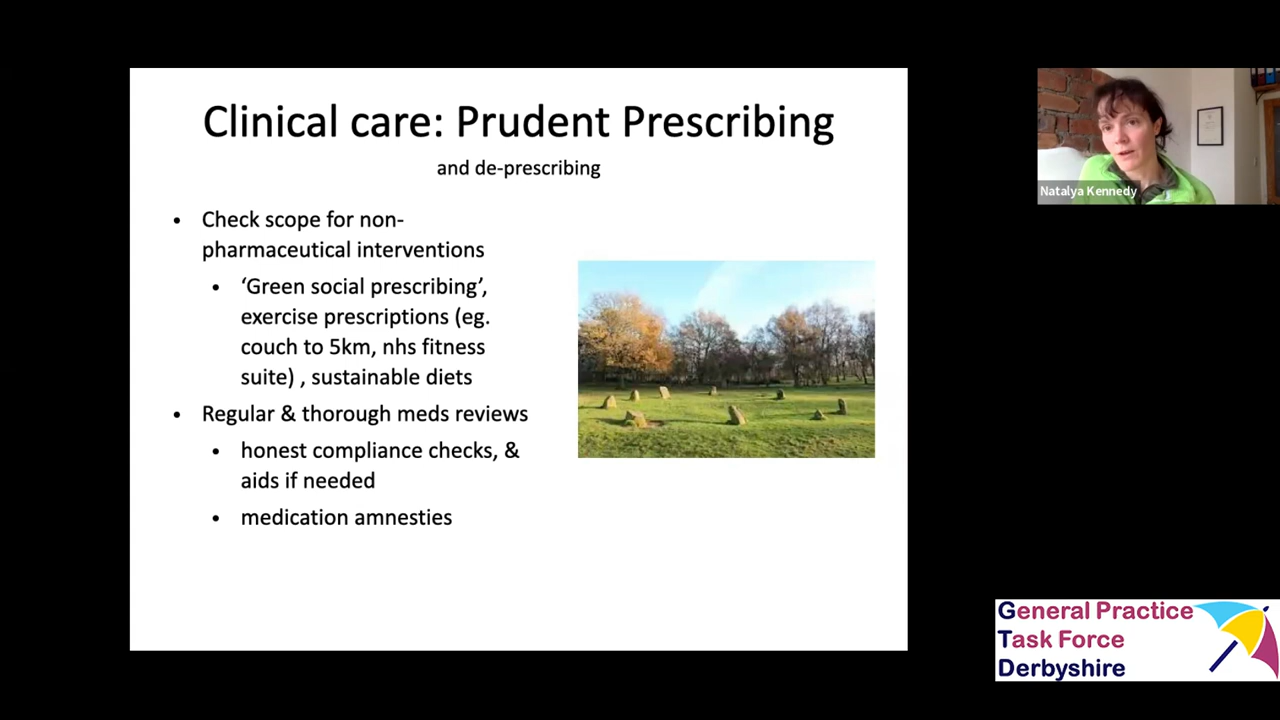 Clinical care: Prudent Prescribing
and de-prescribing
• Check scope for non-
pharmaceutical interventions
• ‘Green social prescribing’,
exercise prescriptions (eg.
couch to 5km, nhs fitness
suite) , sustainable diets
• Regular & thorough meds reviews
• honest compliance checks, &
aids if needed
• medication amnesties
Natalya Kennedy
General Practice
Task Force
Derbyshire